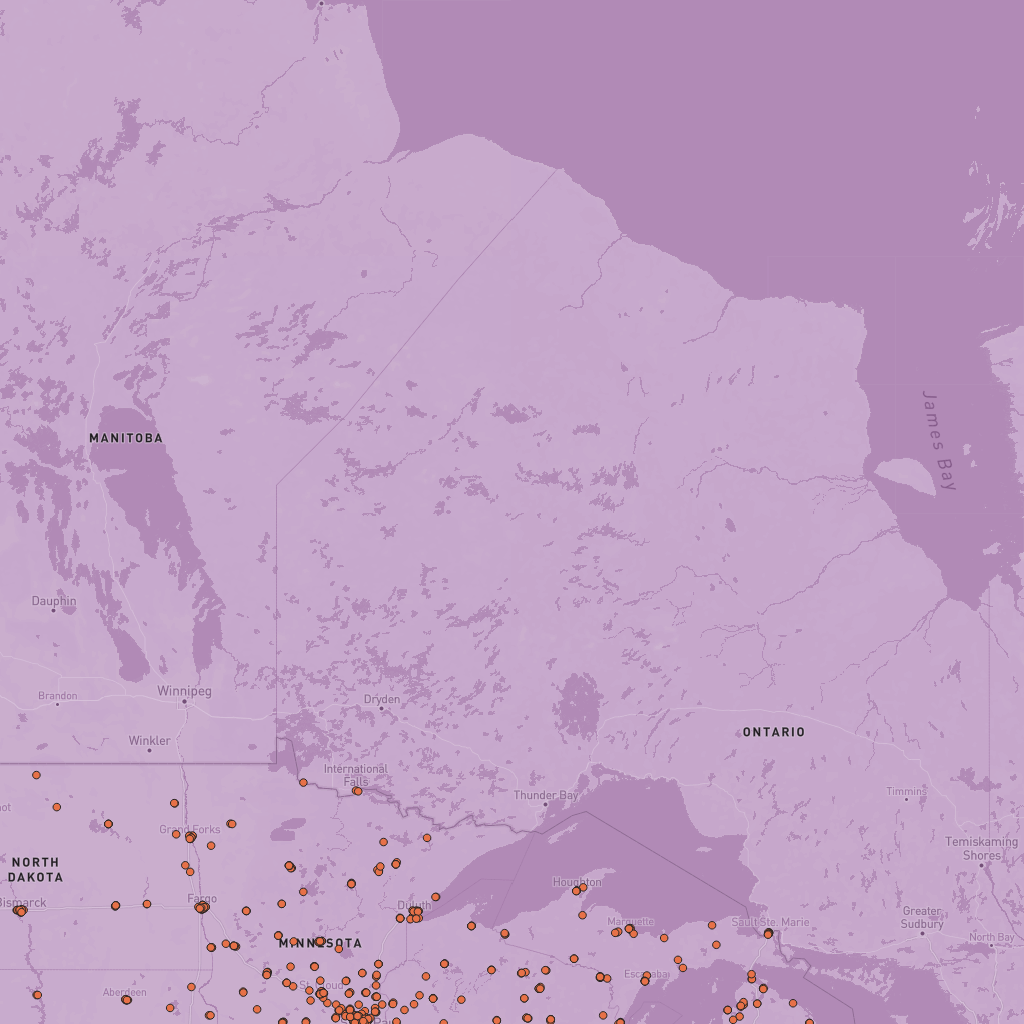 James Bay
MANITOBA
Dauphin
Winnipeg
Brandon
Dryden
Winkler
ONTARIO
International
Falls
Thunder Bay
Timmins
Grand Forks
Temiskaming
Shores
NORTH
DAKOTA
Houghton
Bismarck
Fargo
Duluth
Marquette
Sault Ste. Marie
Greater
Sudbury
North Bay
MINNESOTA
Escanaba
Aberdeen